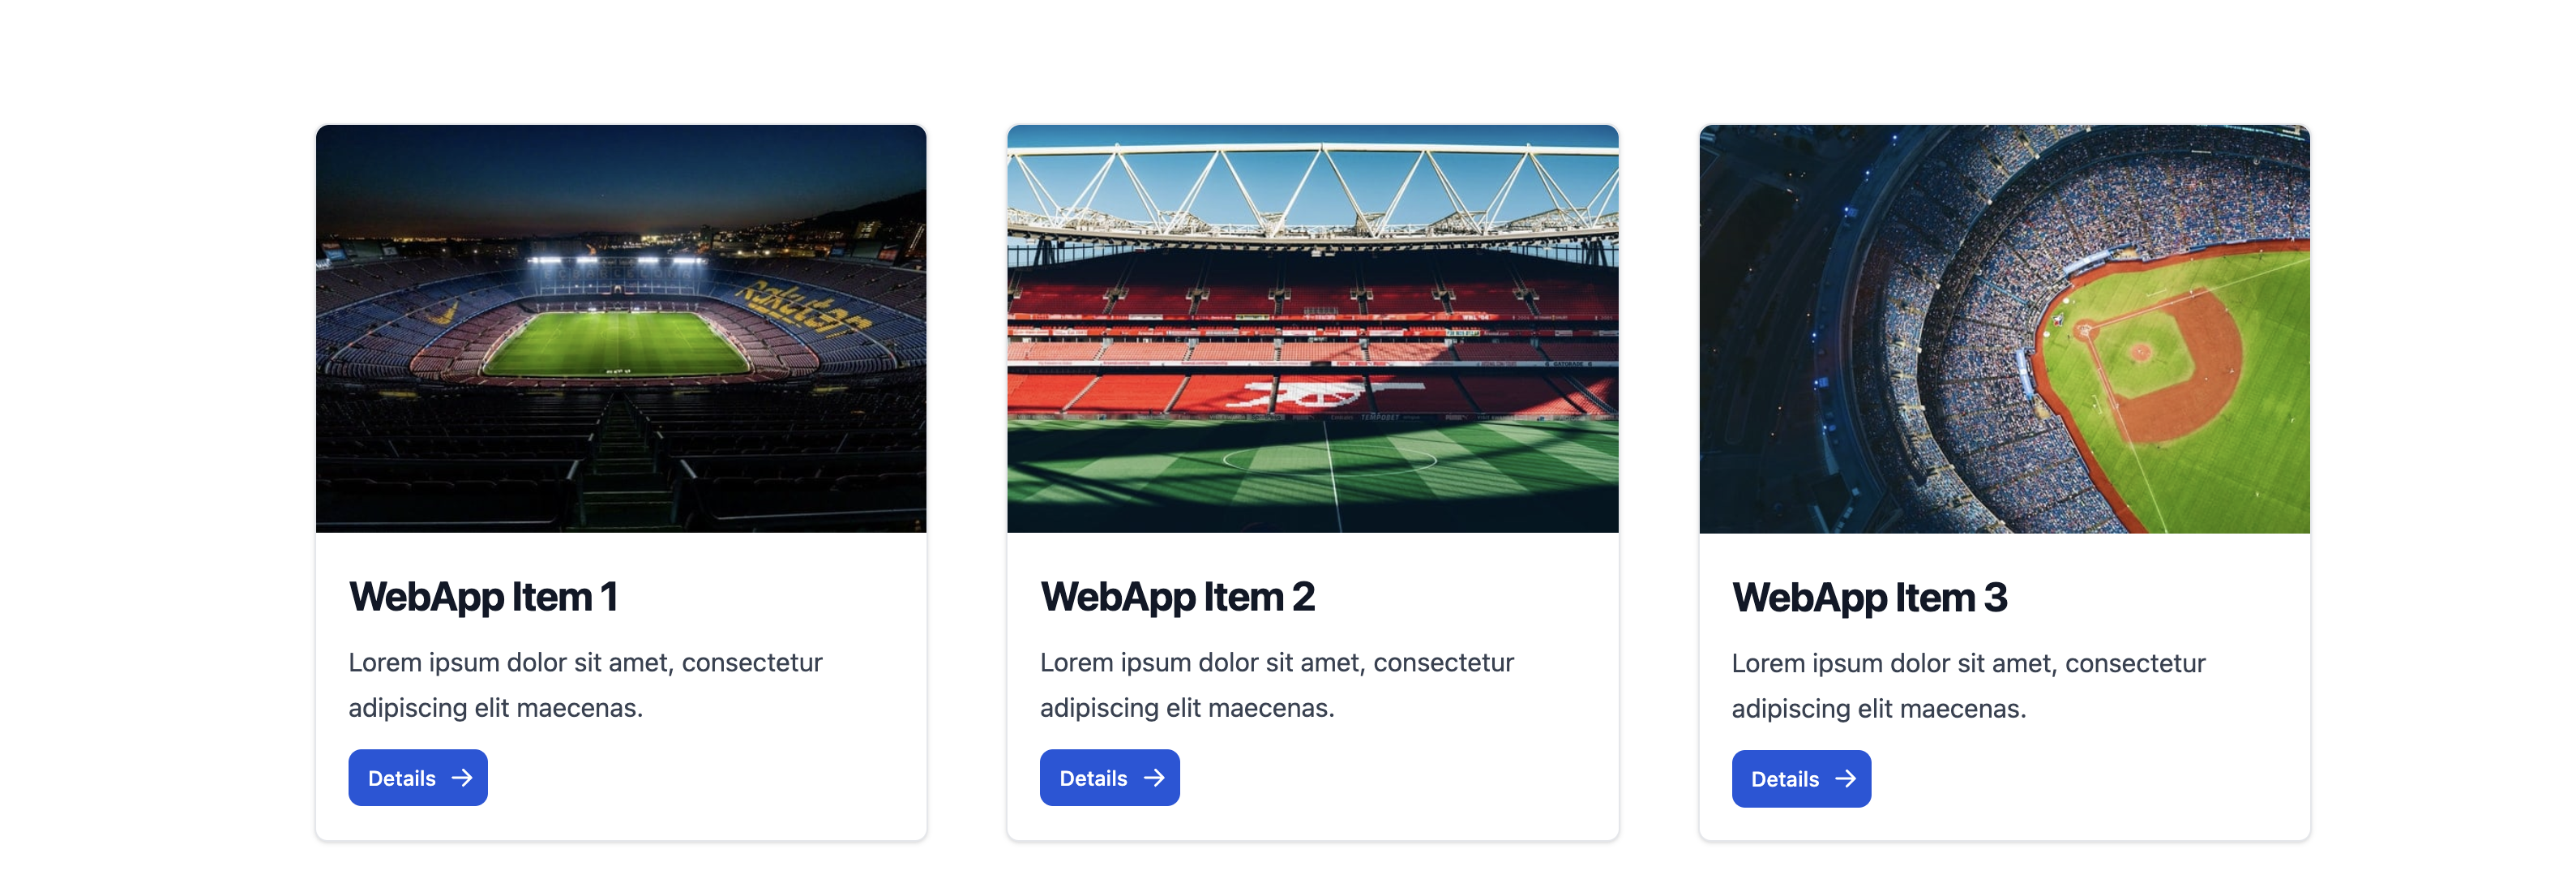 Rakuten
WebApp Item 1
Lorem ipsum dolor sit amet, consectetur
adipiscing elit maecenas.
Details
TEMPOBET
WebApp Item 2
Lorem ipsum dolor sit amet, consectetur
adipiscing elit maecenas.
Details
WebApp Item 3
Lorem ipsum dolor sit amet, consectetur
adipiscing elit maecenas.
Details